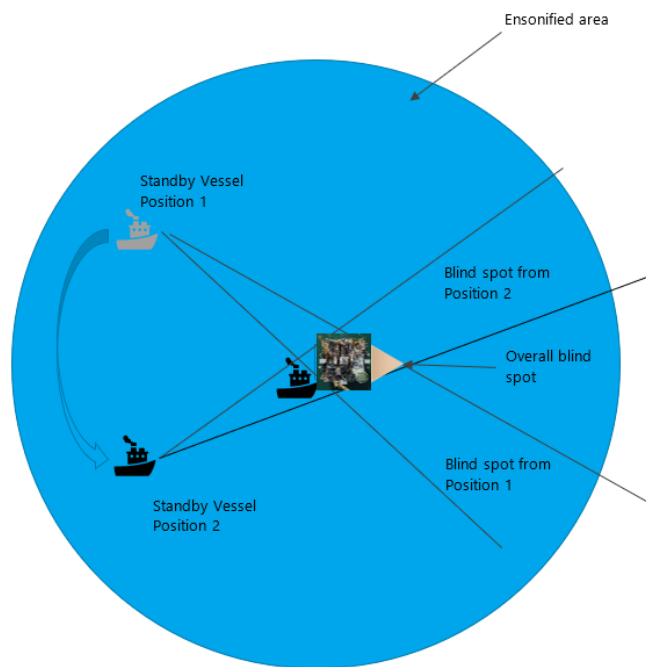 Ensonified area
Standby Vessel
Position 1
Blind spot from
Position 2
Overall blind
spot
Blind spot from
Position 1
Standby Vessel
Position 2